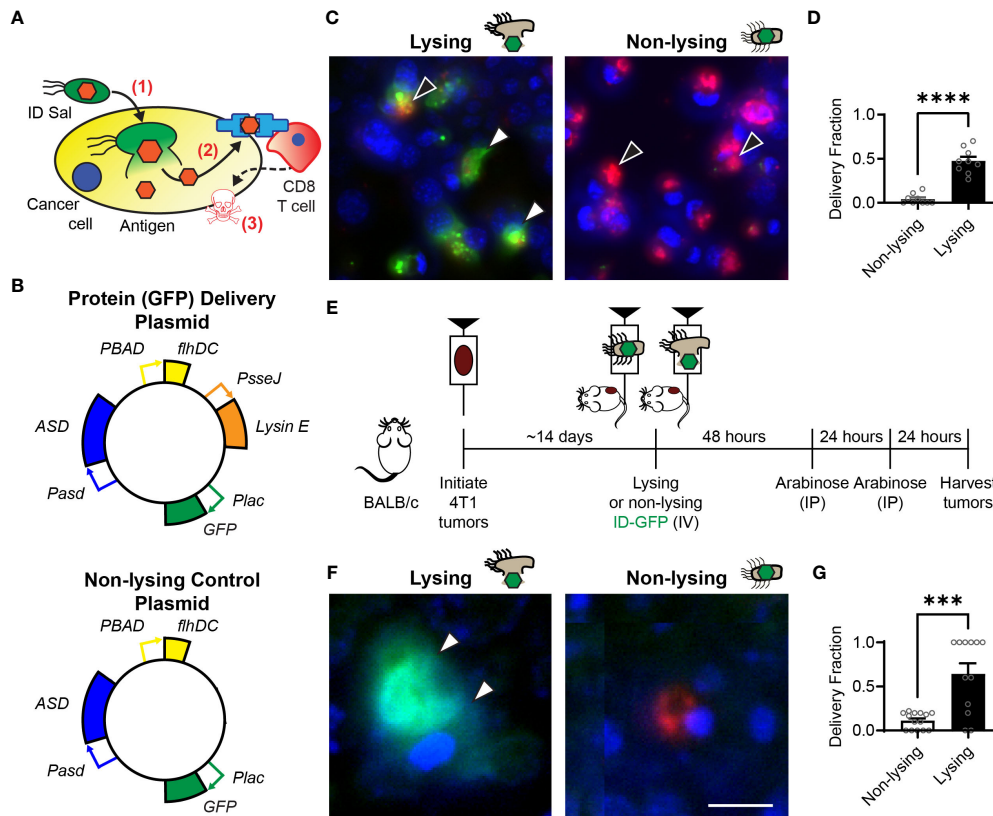 A
ID Sal
(1)
(2)
(3)
Cancer
cell
Antigen
CD8
T cell
B
Protein (GFP) Delivery
Plasmid
PBAD
flhDC
PsseJ
ASD
Lysin E
Pasd
Plac
GFP
Non-lysing Control
Plasmid
PBAD
flhDC
ASD
Pasd
Plac
GFP
C
Lysing
Non-lysing
D
****
Delivery Fraction
1.0
0.5
0.0
Non-lysing
Lysing
E
BALB/c
~14 days
48 hours
24 hours
24 hours
Initiate
4T1
tumors
Lysing
or non-lysing
ID-GFP (IV)
Arabinose
(IP)
Arabinose
(IP)
Harvest
tumors
F
Lysing
Non-lysing
G
***
Delivery Fraction
1.0
0.5
0.0
Non-lysing
Lysing